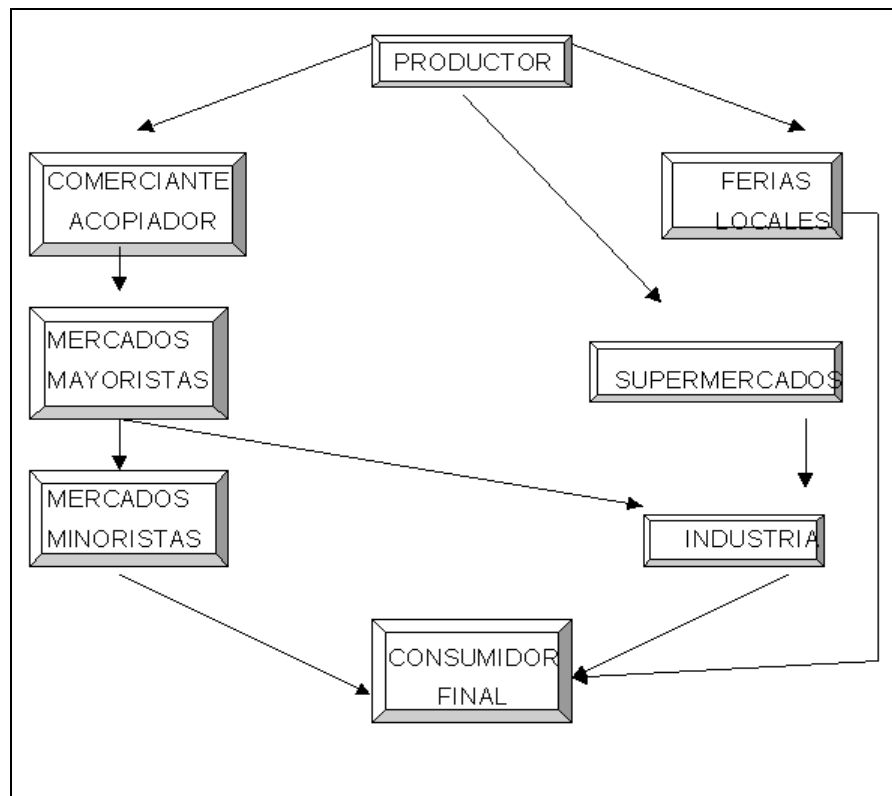 PRODUCTOR
COMERCIANTE
ACOPIADOR
FERIAS
LOCALES
MERCADOS
MAYORISTAS
SUPERMERCADOS
MERCADOS
MINORISTAS
INDUSTRIA
CONSUMIDOR
FINAL